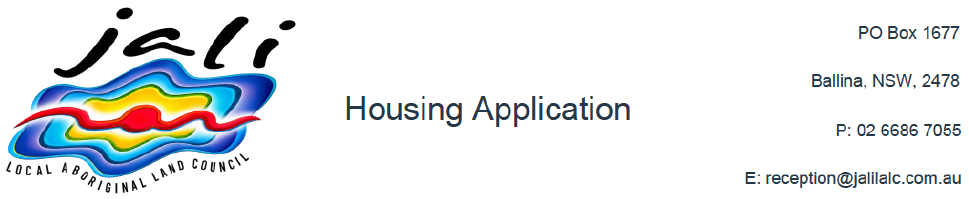 jali
LOCAL ABORIGINAL LAND COUNCIL
Housing Application
PO Box 1677
Ballina, NSW, 2478
P: 02 6686 7055
E: reception@jalilalc.com.au